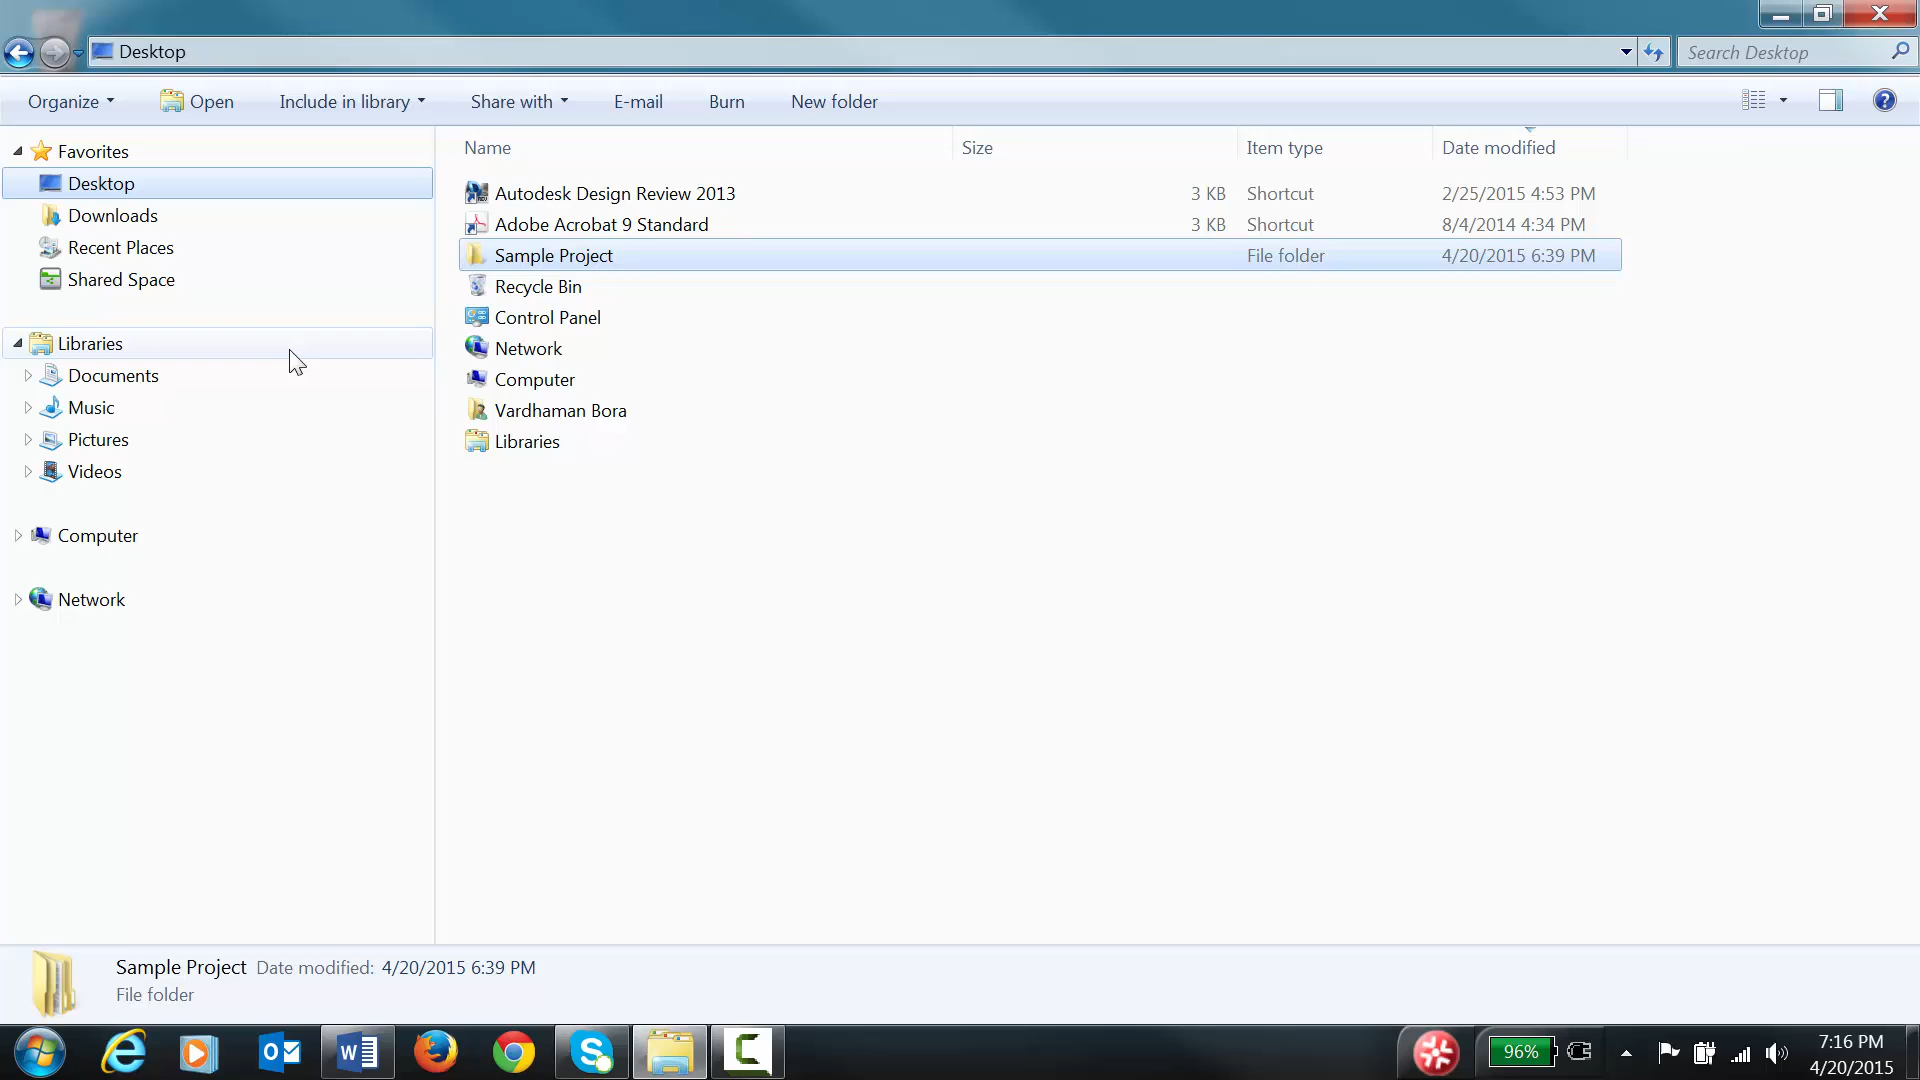 Desktop
Search Desktop
Organize Open Include in library Share with E-mail Burn New folder
Favorites
Desktop
Downloads
Recent Places
Shared Space
Libraries
Documents
Music
Pictures
Videos
Computer
Network
Name Size Item type Date modified
Autodesk Design Review 2013 3 KB Shortcut 2/25/2015 4:53 PM
Adobe Acrobat 9 Standard 3 KB Shortcut 8/4/2014 4:34 PM
Sample Project File folder 4/20/2015 6:39 PM
Recycle Bin
Control Panel
Network
Computer
Vardhaman Bora
Libraries
Sample Project Date modified: 4/20/2015 6:39 PM
File folder
96%
7:16 PM
4/20/2015